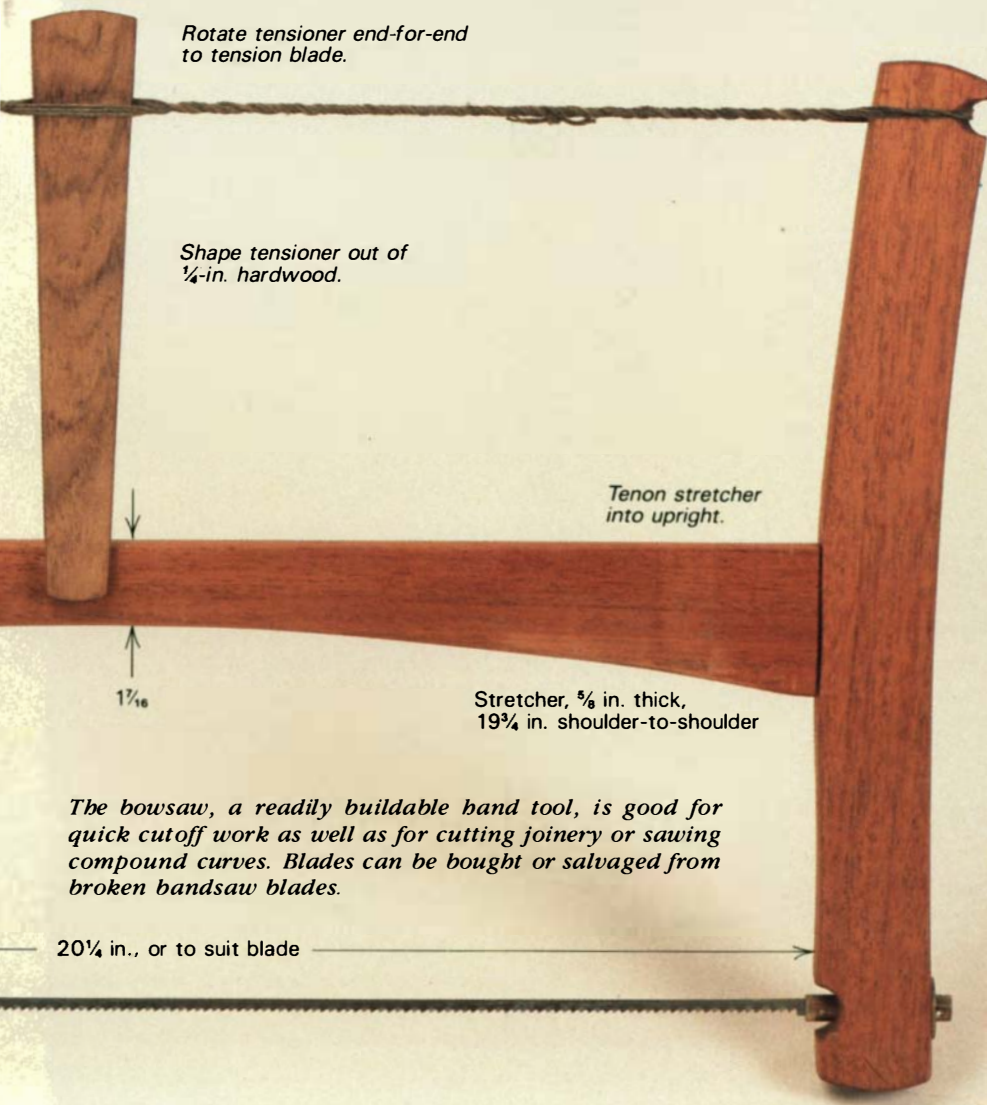 Rotate tensioner end-for-end
to tension blade.
Shape tensioner out of
¼-in. hardwood.
Tenon stretcher
into upright.
1⁷⁄₁₆
Stretcher, ⅝ in. thick,
19¾ in. shoulder-to-shoulder
The bowsaw, a readily buildable hand tool, is good for
quick cutoff work as well as for cutting joinery or sawing
compound curves. Blades can be bought or salvaged from
broken bandsaw blades.
20¼ in., or to suit blade